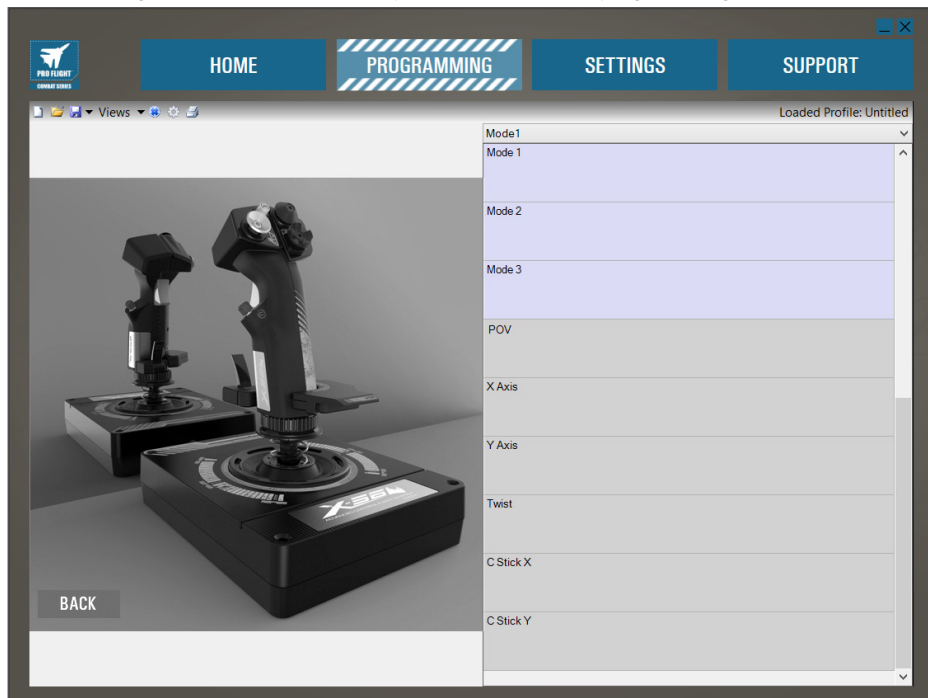 PRO FLIGHT
COMBAT SERIES
HOME
PROGRAMMING
SETTINGS
SUPPORT
Views
Loaded Profile: Untitled
Mode1
Mode 1
Mode 2
Mode 3
POV
X Axis
Y Axis
Twist
C Stick X
C Stick Y
X-56
BACK